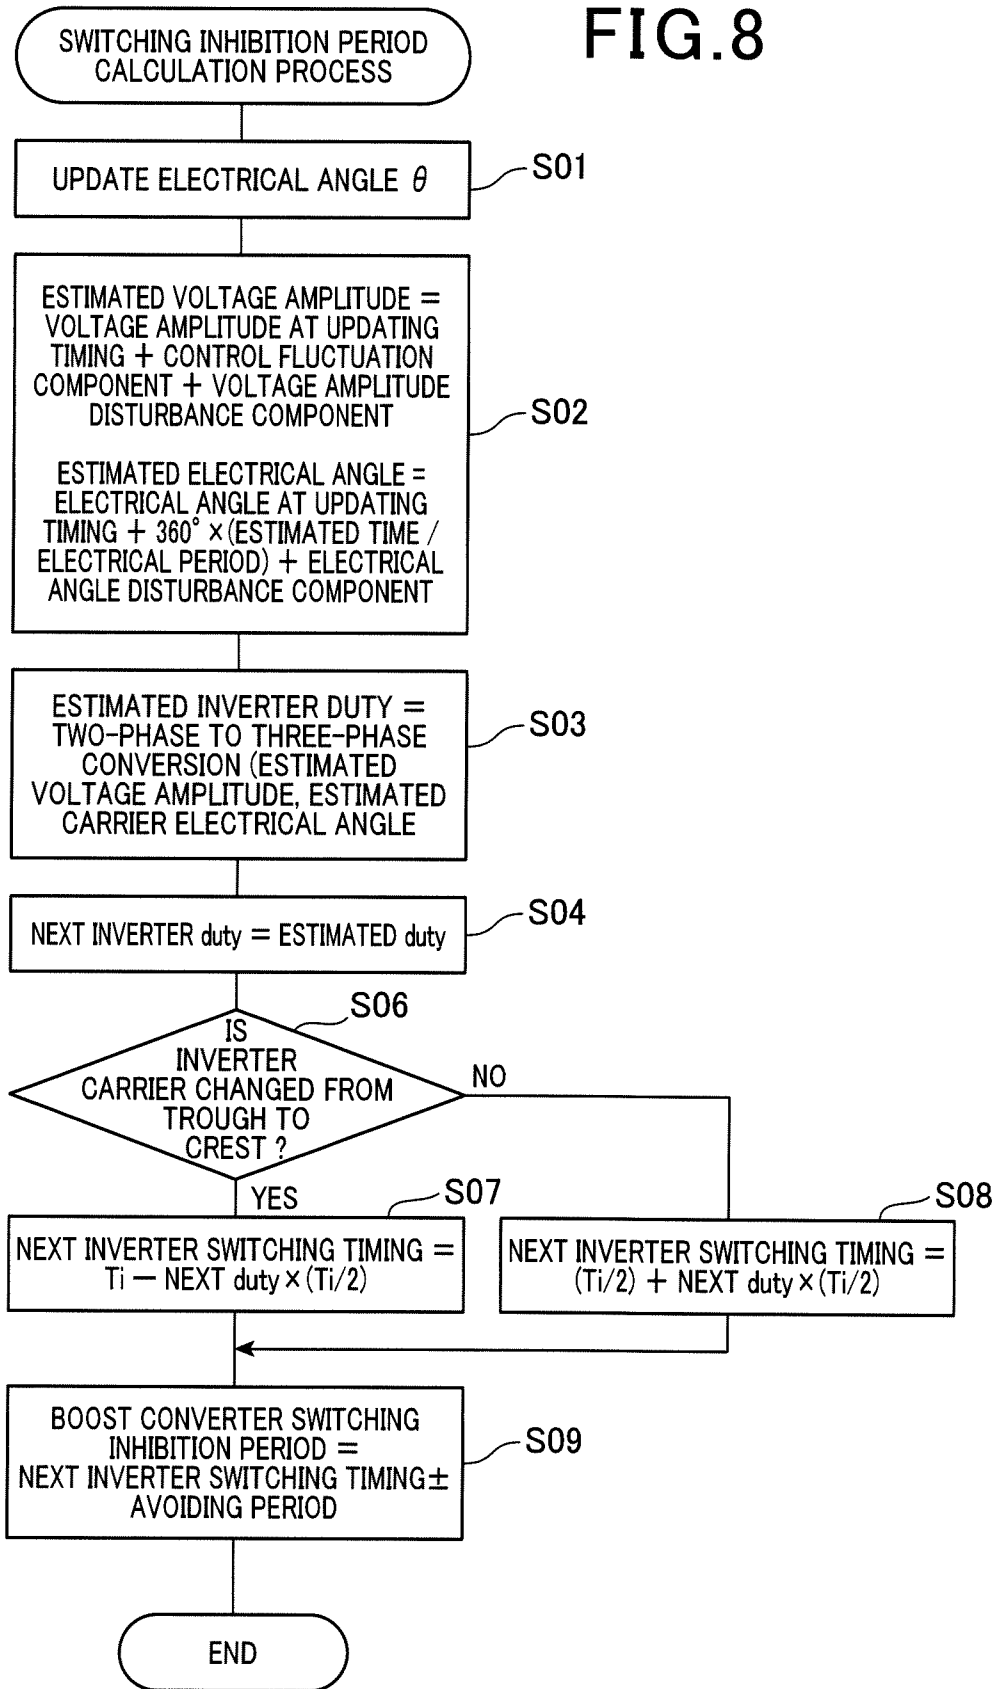 FIG.8
SWITCHING INHIBITION PERIOD
CALCULATION PROCESS
UPDATE ELECTRICAL ANGLE θ
S01
ESTIMATED VOLTAGE AMPLITUDE =
VOLTAGE AMPLITUDE AT UPDATING
TIMING + CONTROL FLUCTUATION
COMPONENT + VOLTAGE AMPLITUDE
DISTURBANCE COMPONENT
ESTIMATED ELECTRICAL ANGLE =
ELECTRICAL ANGLE AT UPDATING
TIMING + 360° ×(ESTIMATED TIME /
ELECTRICAL PERIOD) + ELECTRICAL
ANGLE DISTURBANCE COMPONENT
S02
ESTIMATED INVERTER DUTY =
TWO-PHASE TO THREE-PHASE
CONVERSION (ESTIMATED
VOLTAGE AMPLITUDE, ESTIMATED
CARRIER ELECTRICAL ANGLE
S03
NEXT INVERTER duty = ESTIMATED duty
S04
S06
IS
INVERTER
CARRIER CHANGED FROM
TROUGH TO
CREST ?
NO
YES
S07
NEXT INVERTER SWITCHING TIMING =
Ti − NEXT duty×(Ti/2)
S08
NEXT INVERTER SWITCHING TIMING =
(Ti/2) + NEXT duty×(Ti/2)
BOOST CONVERTER SWITCHING
INHIBITION PERIOD =
NEXT INVERTER SWITCHING TIMING±
AVOIDING PERIOD
S09
END